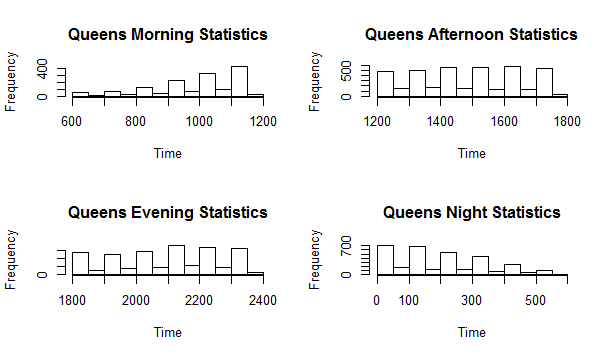 Queens Morning Statistics
Frequency
0 400
600 800 1000 1200
Time
Queens Afternoon Statistics
Frequency
0 500
1200 1400 1600 1800
Time
Queens Evening Statistics
Frequency
0
1800 2000 2200 2400
Time
Queens Night Statistics
Frequency
0 700
0 100 300 500
Time